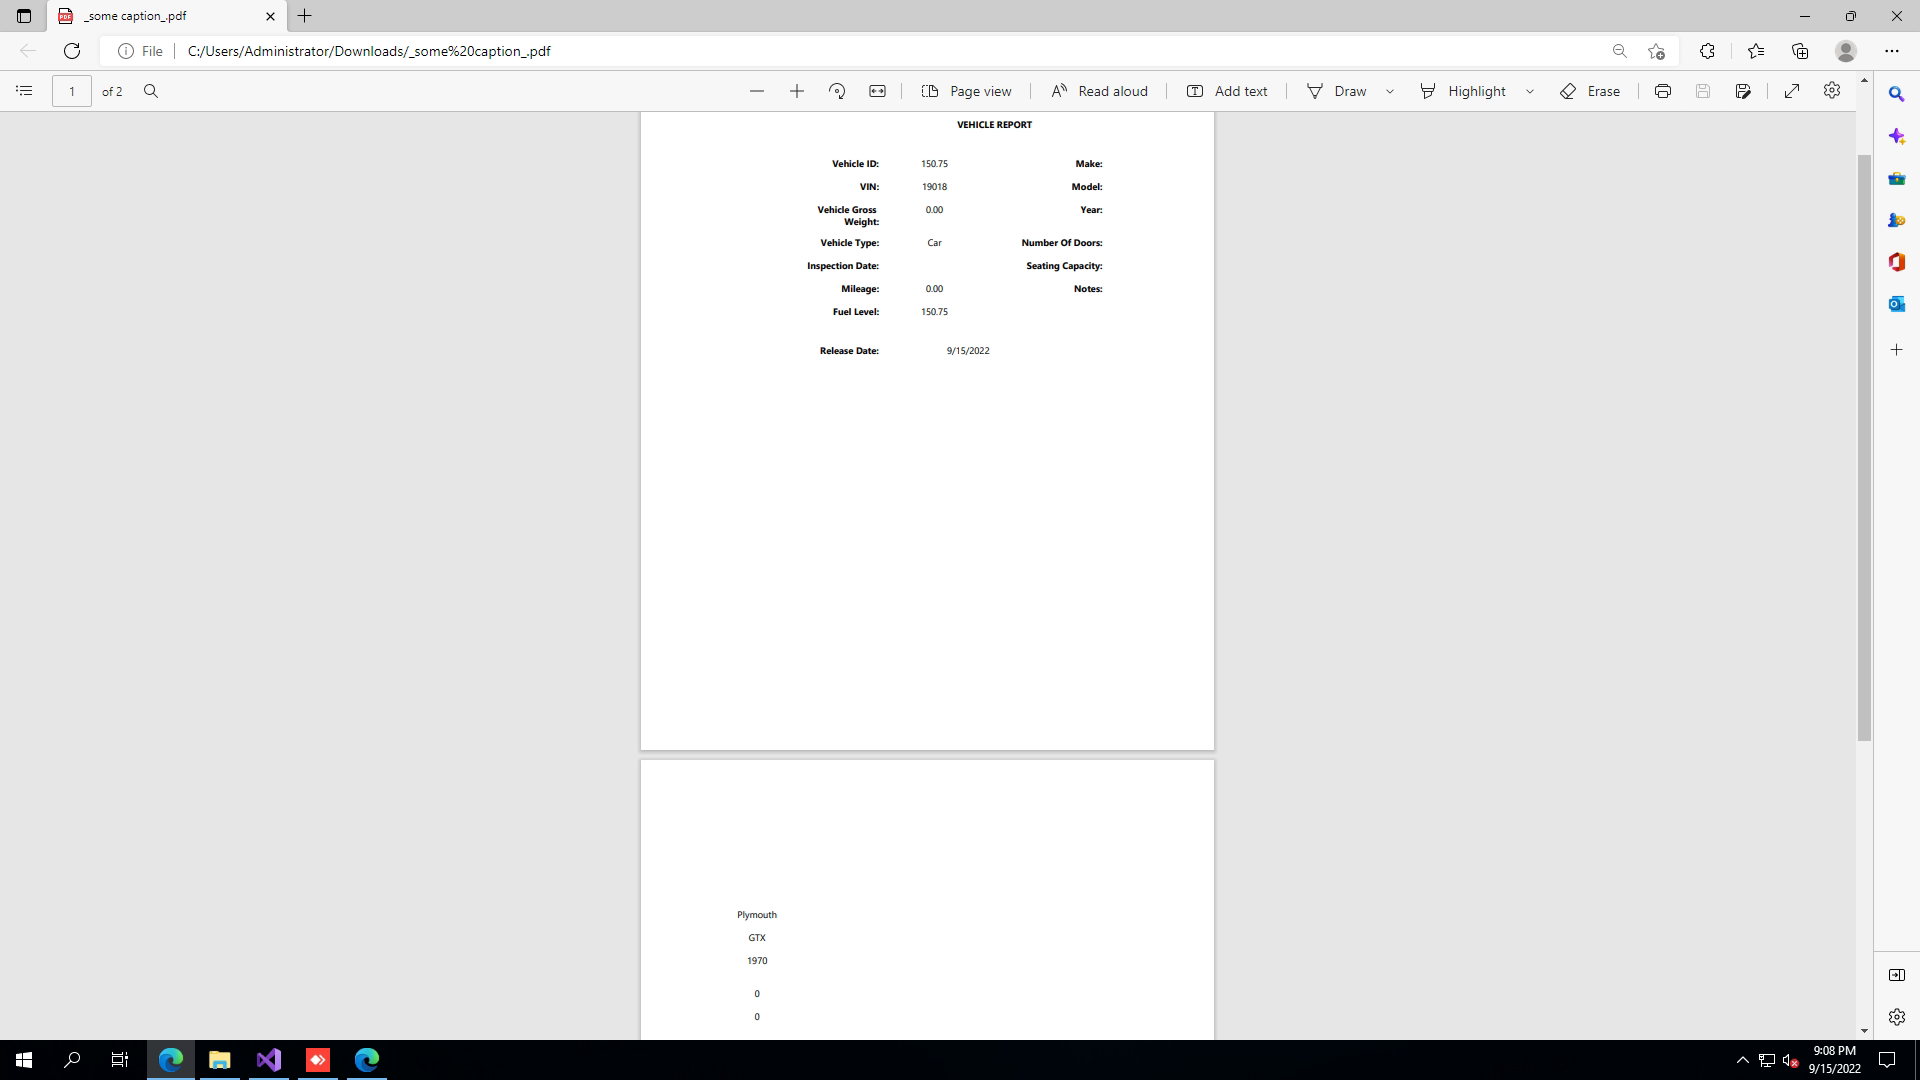 _some caption_.pdf
File
C:/Users/Administrator/Downloads/_some%20caption_.pdf
1 of 2
Page view
Read aloud
Add text
Draw
Highlight
Erase
VEHICLE REPORT
Vehicle ID: 150.75 Make:
VIN: 19018 Model:
Vehicle Gross 0.00 Year:
Weight:
Vehicle Type: Car Number Of Doors:
Inspection Date: Seating Capacity:
Mileage: 0.00 Notes:
Fuel Level: 150.75
Release Date: 9/15/2022
Plymouth
GTX
1970
0
0
9:08 PM
9/15/2022